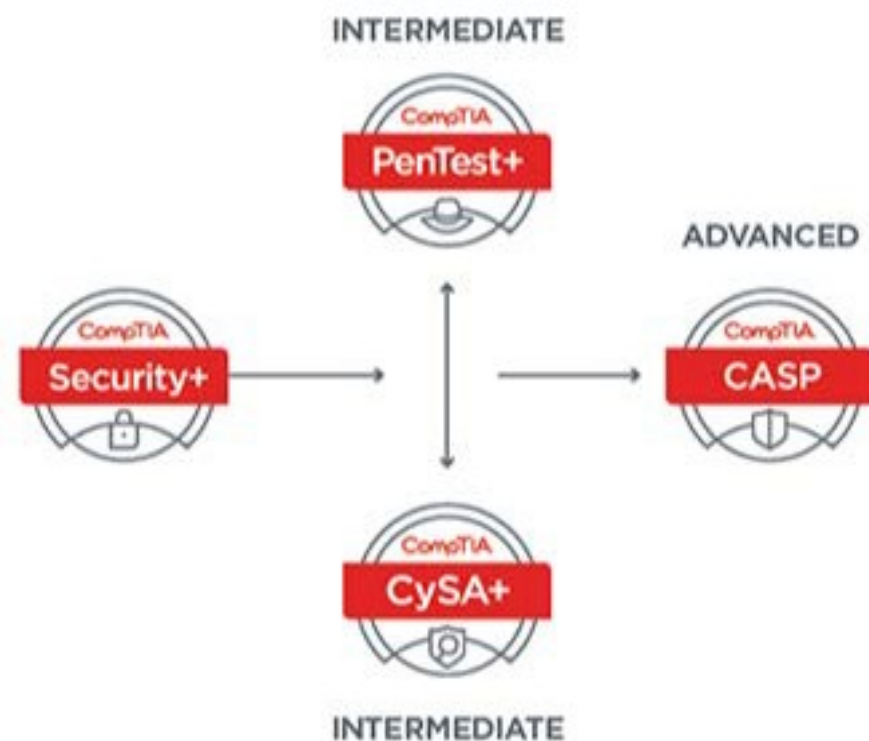 INTERMEDIATE
CompTIA
PenTest+
ADVANCED
CompTIA
Security+
CompTIA
CASP
CompTIA
CySA+
INTERMEDIATE